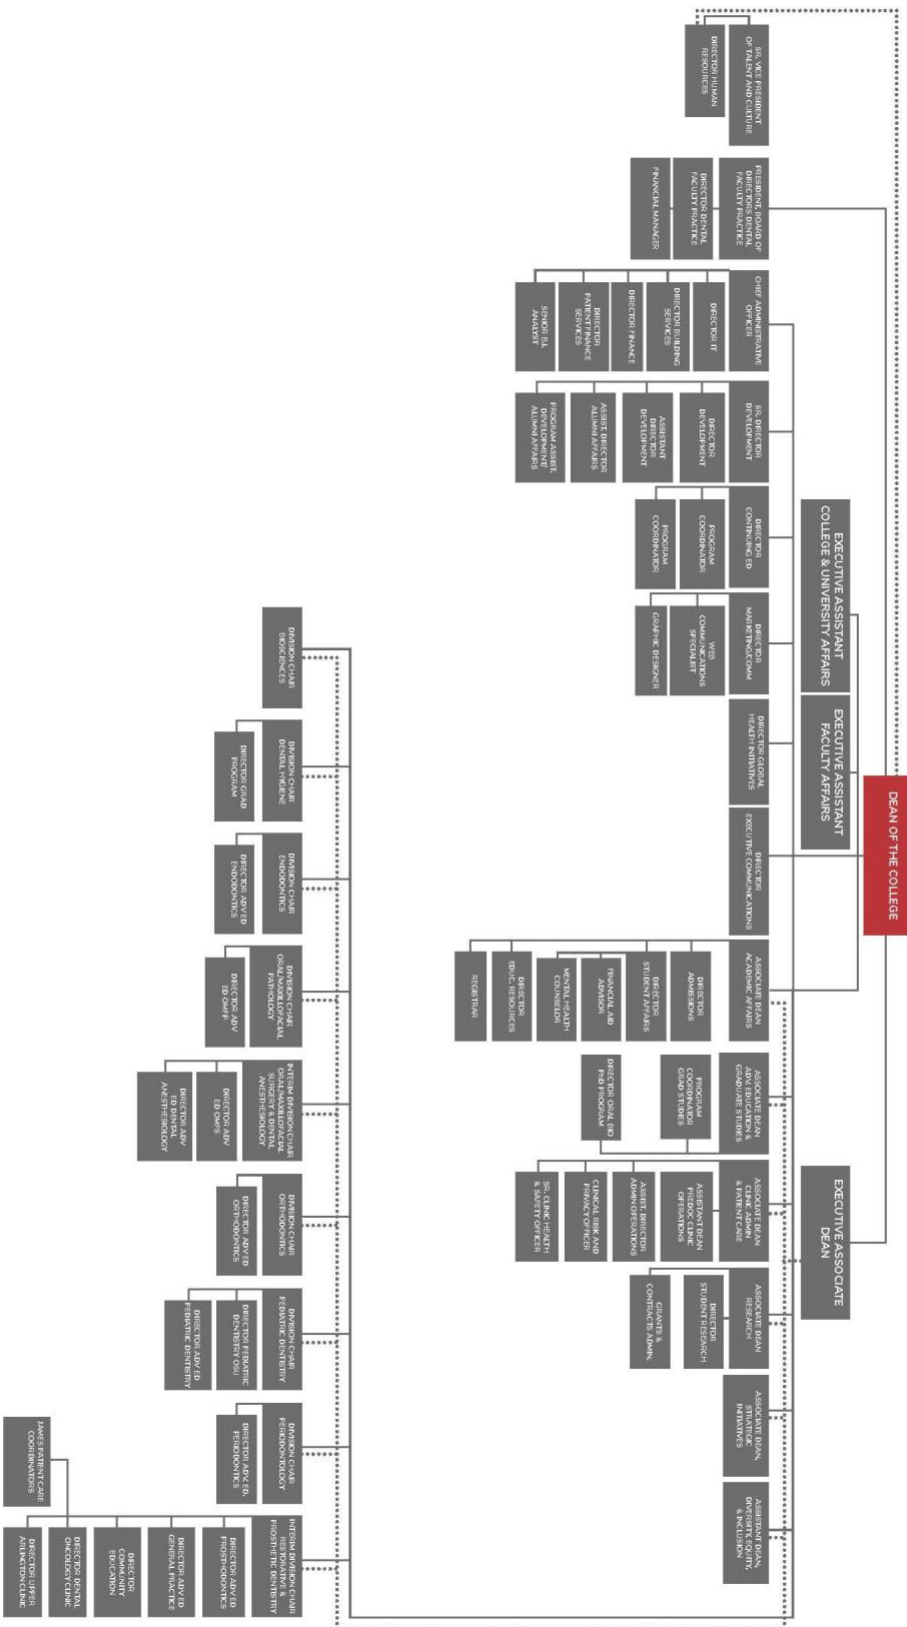 DEAN OF THE COLLEGE
EXECUTIVE ASSISTANT
COLLEGE & UNIVERSITY AFFAIRS
EXECUTIVE ASSISTANT
FACULTY AFFAIRS
EXECUTIVE ASSOCIATE
DEAN
SR. VICE PRESIDENT
OF TALENT AND CULTURE
DIRECTOR HUMAN
RESOURCES
PRESIDENT, BOARD OF
DIRECTORS DENTAL
FACULTY PRACTICE
DIRECTOR DENTAL
FACULTY PRACTICE
FINANCIAL MANAGER
CHIEF ADMINISTRATIVE
OFFICER
DIRECTOR IT
DIRECTOR BUILDING
SERVICES
DIRECTOR FINANCE
DIRECTOR
PATIENT FINANCE
SERVICES
SENIOR B.I.
ANALYST
SR. DIRECTOR
DEVELOPMENT
DIRECTOR
DEVELOPMENT
ASSISTANT
DIRECTOR
DEVELOPMENT
ASSIST. DIRECTOR
ALUMNI AFFAIRS
PROGRAM ASSIST.
DEVELOPMENT/
ALUMNI AFFAIRS
DIRECTOR
CONTINUING ED
PROGRAM
COORDINATOR
PROGRAM
COORDINATOR
DIRECTOR
MARKETING/COMM
WEB
COMMUNICATIONS
SPECIALIST
GRAPHIC DESIGNER
DIRECTOR GLOBAL
HEALTH INITIATIVES
DIRECTOR
EXECUTIVE COMMUNICATIONS
ASSOCIATE DEAN
ACADEMIC AFFAIRS
DIRECTOR
ADMISSIONS
DIRECTOR
STUDENT AFFAIRS
FINANCIAL AID
ADVISOR
MENTAL HEALTH
COUNSELOR
DIRECTOR
EDUC. RESOURCES
REGISTRAR
ASSOCIATE DEAN
ADV. EDUCATION &
GRADUATE STUDIES
PROGRAM
COORDINATOR
GRAD STUDIES
DIRECTOR ORAL BIO
PhD PROGRAM
ASSOCIATE DEAN
CLINIC ADMIN
& PATIENT CARE
ASSISTANT DEAN
PREDOC CLINIC
OPERATIONS
ASSIST. DIRECTOR
ADMIN OPERATIONS
CLINICAL RISK AND
PRIVACY OFFICER
SR. CLINIC HEALTH
& SAFETY OFFICER
ASSOCIATE DEAN
RESEARCH
DIRECTOR
STUDENT RESEARCH
GRANTS &
CONTRACTS ADMIN.
ASSOCIATE DEAN,
STRATEGIC
INITIATIVES
ASSISTANT DEAN,
DIVERSITY, EQUITY,
& INCLUSION
DIVISION CHAIR
BIOSCIENCES
DIVISION CHAIR
DENTAL HYGIENE
DIRECTOR GRAD
PROGRAM
DIVISION CHAIR
ENDODONTICS
DIRECTOR ADV ED
ENDODONTICS
DIVISION CHAIR
ORAL/MAXILLOFACIAL
PATHOLOGY
DIRECTOR ADV
ED OMFP
INTERIM DIVISION CHAIR
ORAL/MAXILLOFACIAL
SURGERY & DENTAL
ANESTHESIOLOGY
DIRECTOR ADV
ED OMFS
DIRECTOR ADV
ED DENTAL
ANESTHESIOLOGY
DIVISION CHAIR
ORTHODONTICS
DIRECTOR ADV ED
ORTHODONTICS
DIVISION CHAIR
PEDIATRIC DENTISTRY
DIRECTOR PEDIATRIC
DENTISTRY OSU
DIRECTOR ADV. ED
PEDIATRIC DENTISTRY
DIVISION CHAIR
PERIODONTOLOGY
DIRECTOR ADV. ED.
PERIODONTICS
INTERIM DIVISION CHAIR
RESTORATIVE &
PROSTHETIC DENTISTRY
DIRECTOR ADV ED
PROSTHODONTICS
DIRECTOR ADV ED
GENERAL PRACTICE
DIRECTOR
COMMUNITY
EDUCATION
DIRECTOR DENTAL
ONCOLOGY CLINIC
JAMES PATIENT CARE
COORDINATORS
DIRECTOR UPPER
ARLINGTON CLINIC